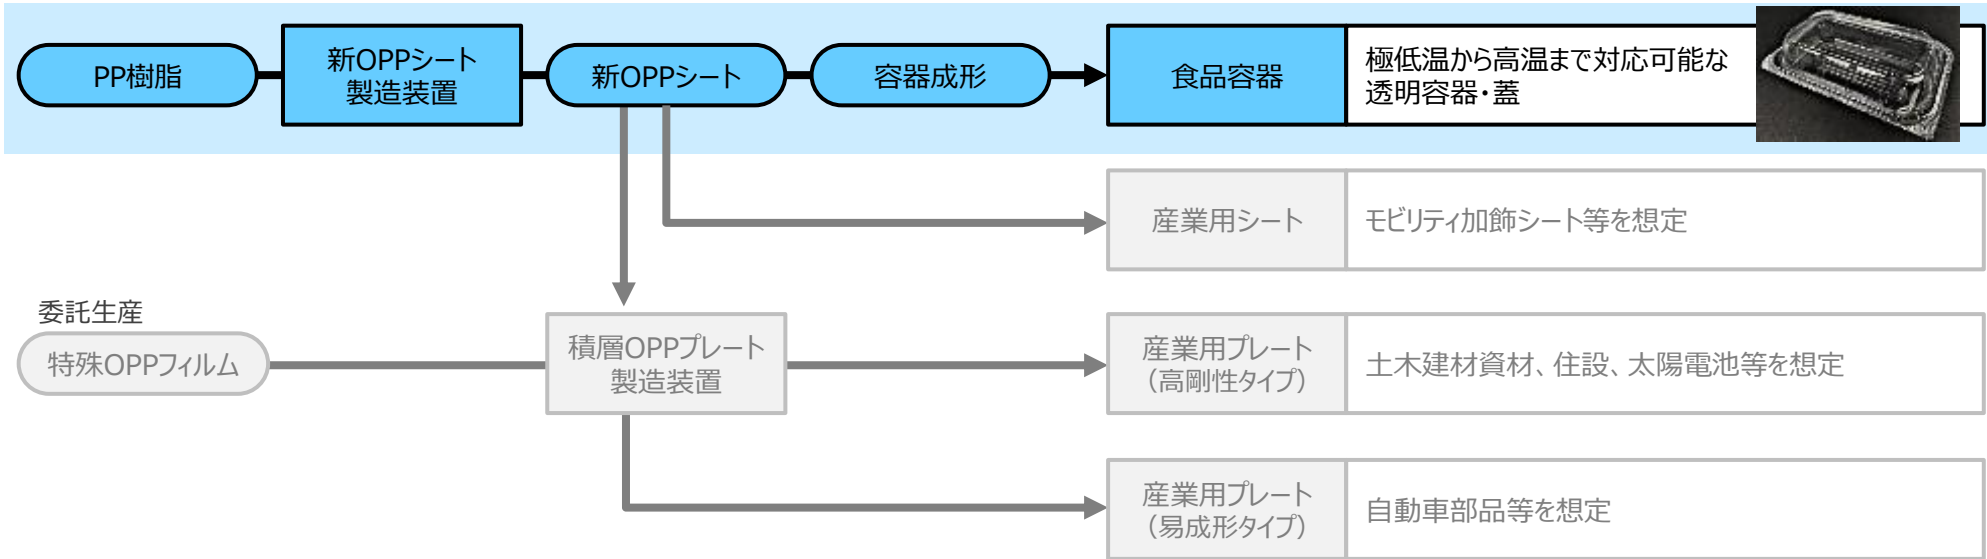 PP樹脂
新OPPシート
製造装置
新OPPシート
容器成形
食品容器
極低温から高温まで対応可能な
透明容器・蓋
産業用シート
モビリティ加飾シート等を想定
委託生産
特殊OPPフィルム
積層OPPプレート
製造装置
産業用プレート
（高剛性タイプ）
土木建材資材、住設、太陽電池等を想定
産業用プレート
（易成形タイプ）
自動車部品等を想定